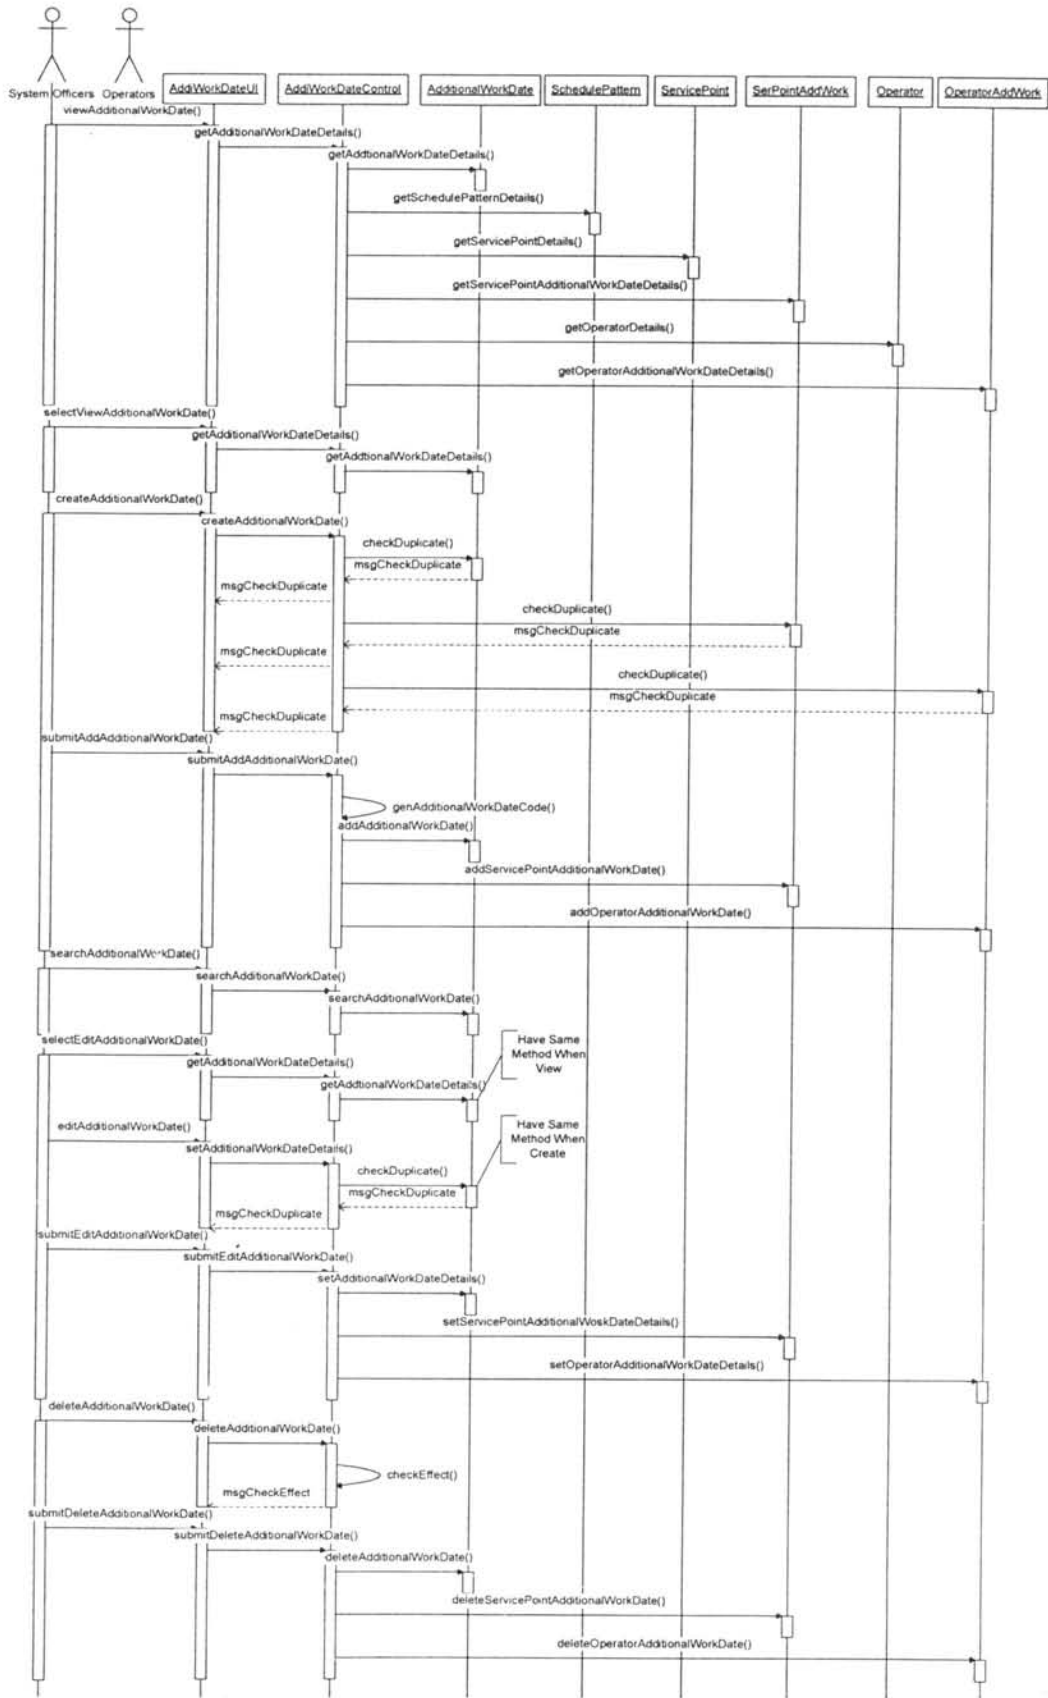 System Officers
Operators
AddiWorkDateUI
AddiWorkDateControl
AdditionalWorkDate
SchedulePattern
ServicePoint
SerPointAddWork
Operator
OperatorAddWork
viewAdditionalWorkDate()
getAdditionalWorkDateDetails()
getAddtionalWorkDateDetails()
getSchedulePatternDetails()
getServicePointDetails()
getServicePointAdditionalWorkDateDetails()
getOperatorDetails()
getOperatorAdditionalWorkDateDetails()
selectViewAdditionalWorkDate()
getAdditionalWorkDateDetails()
getAddtionalWorkDateDetails()
createAdditionalWorkDate()
createAdditionalWorkDate()
checkDuplicate()
msgCheckDuplicate
msgCheckDuplicate
checkDuplicate()
msgCheckDuplicate
msgCheckDuplicate
checkDuplicate()
msgCheckDuplicate
msgCheckDuplicate
submitAddAdditionalWorkDate()
submitAddAdditionalWorkDate()
genAdditionalWorkDateCode()
addAdditionalWorkDate()
addServicePointAdditionalWorkDate()
addOperatorAdditionalWorkDate()
searchAdditionalWorkDate()
searchAdditionalWorkDate()
searchAdditionalWorkDate()
selectEditAdditionalWorkDate()
getAdditionalWorkDateDetails()
getAddtionalWorkDateDetails()
Have Same
Method When
View
editAdditionalWorkDate()
setAdditionalWorkDateDetails()
checkDuplicate()
msgCheckDuplicate
msgCheckDuplicate
Have Same
Method When
Create
submitEditAdditionalWorkDate()
submitEditAdditionalWorkDate()
setAdditionalWorkDateDetails()
setServicePointAdditionalWoskDateDetails()
setOperatorAdditionalWorkDateDetails()
deleteAdditionalWorkDate()
deleteAdditionalWorkDate()
checkEffect()
msgCheckEffect
submitDeleteAdditionalWorkDate()
submitDeleteAdditionalWorkDate()
deleteAdditionalWorkDate()
deleteServicePointAdditionalWorkDate()
deleteOperatorAdditionalWorkDate()